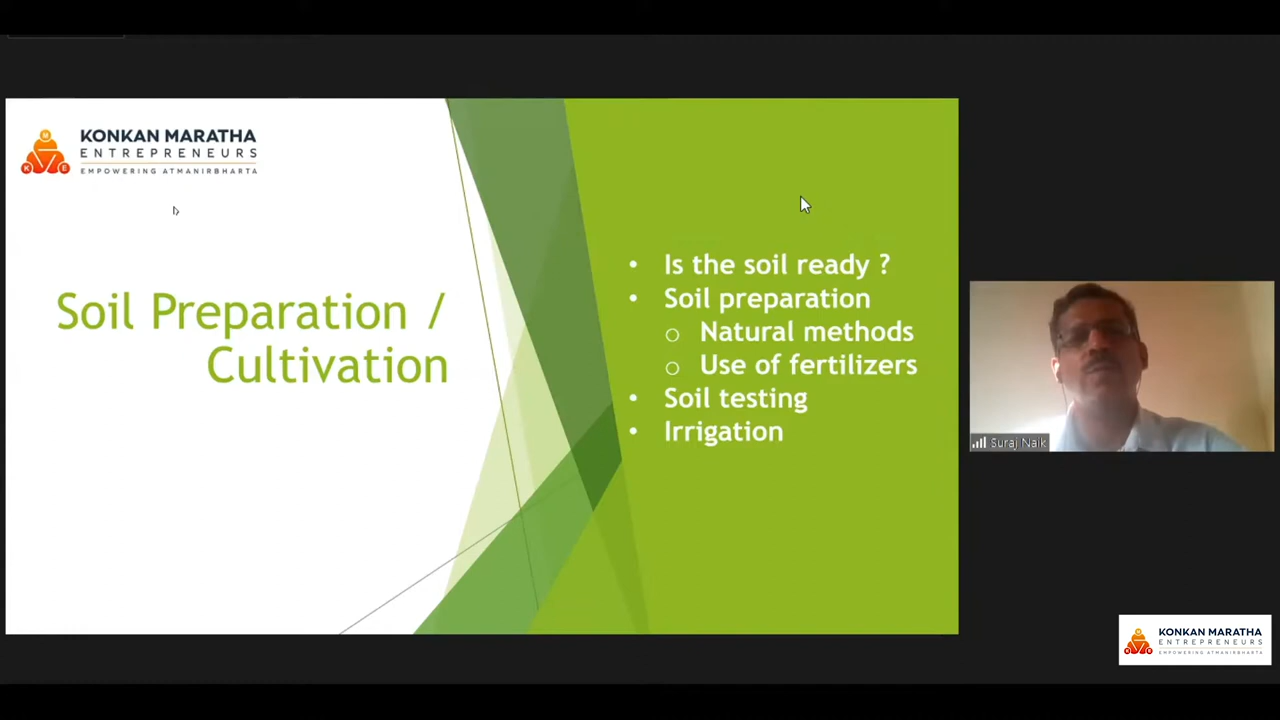 KONKAN MARATHA
ENTREPRENEURS
EMPOWERING ATMANIRBHARTA
M
K E
Soil Preparation /
Cultivation
• Is the soil ready ?
• Soil preparation
o Natural methods
o Use of fertilizers
• Soil testing
• Irrigation
Suraj Naik
KONKAN MARATHA
ENTREPRENEURS
EMPOWERING ATMANIRBHARTA